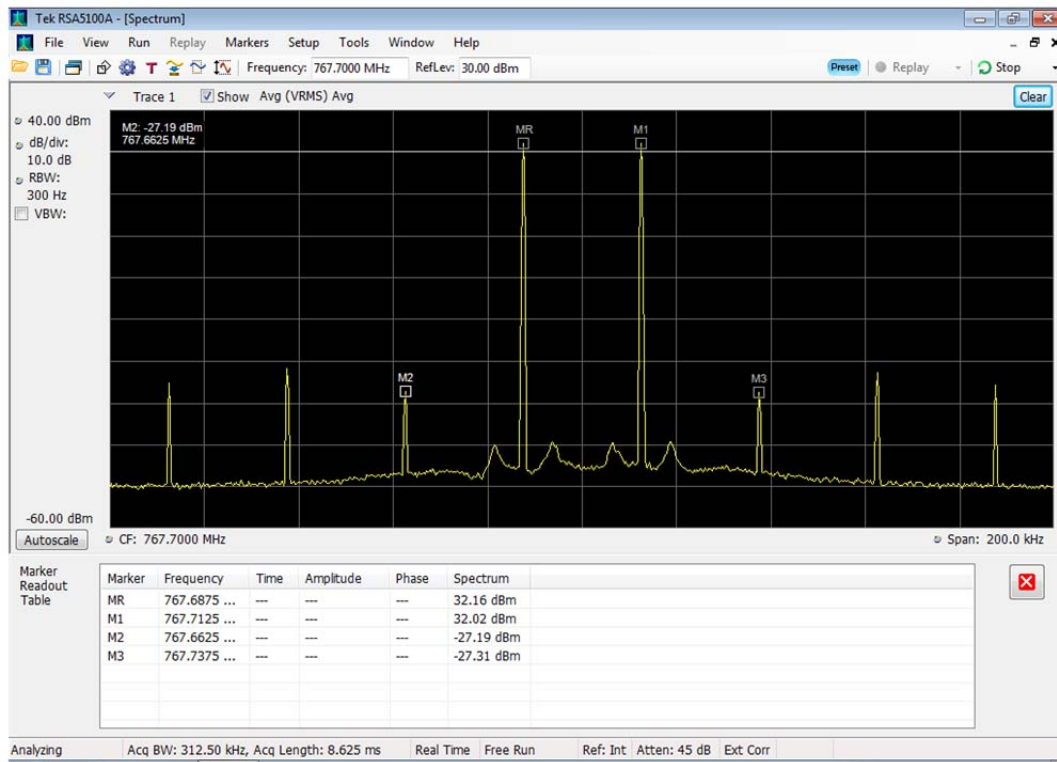 Tek RSA5100A - [Spectrum]
File View Run Replay Markers Setup Tools Window Help
T Frequency: 767.7000 MHz RefLev: 30.00 dBm Preset Replay Stop
Trace 1 Show Avg (VRMS) Avg Clear
40.00 dBm
dB/div:
10.0 dB
RBW:
300 Hz
VBW:
M2: -27.19 dBm
767.6625 MHz
MR M1
M2 M3
-60.00 dBm
Autoscale CF: 767.7000 MHz Span: 200.0 kHz
Marker
Readout
Table
Marker Frequency Time Amplitude Phase Spectrum
MR 767.6875 ... --- --- --- 32.16 dBm
M1 767.7125 ... --- --- --- 32.02 dBm
M2 767.6625 ... --- --- --- -27.19 dBm
M3 767.7375 ... --- --- --- -27.31 dBm
Analyzing Acq BW: 312.50 kHz, Acq Length: 8.625 ms Real Time Free Run Ref: Int Atten: 45 dB Ext Corr